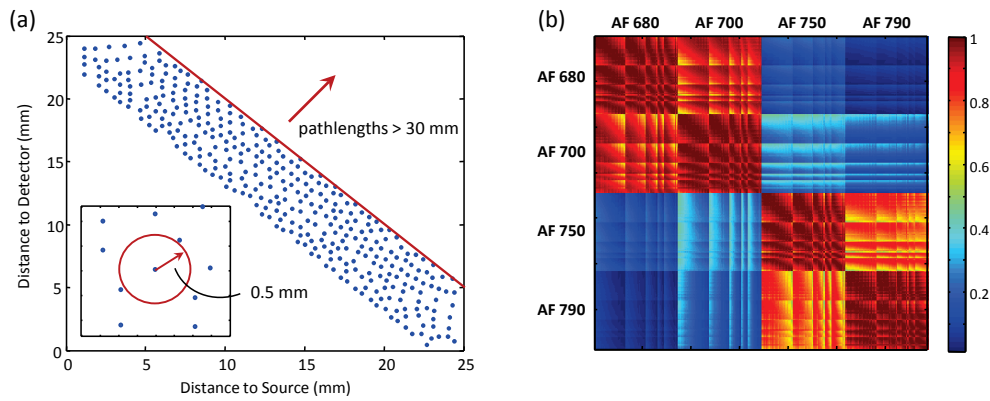 (a)
25
20
15
10
5
0
Distance to Detector (mm)
pathlengths > 30 mm
0.5 mm
0
5
10
15
20
25
Distance to Source (mm)
(b)
AF 680
AF 700
AF 750
AF 790
AF 680
AF 700
AF 750
AF 790
1
0.8
0.6
0.4
0.2